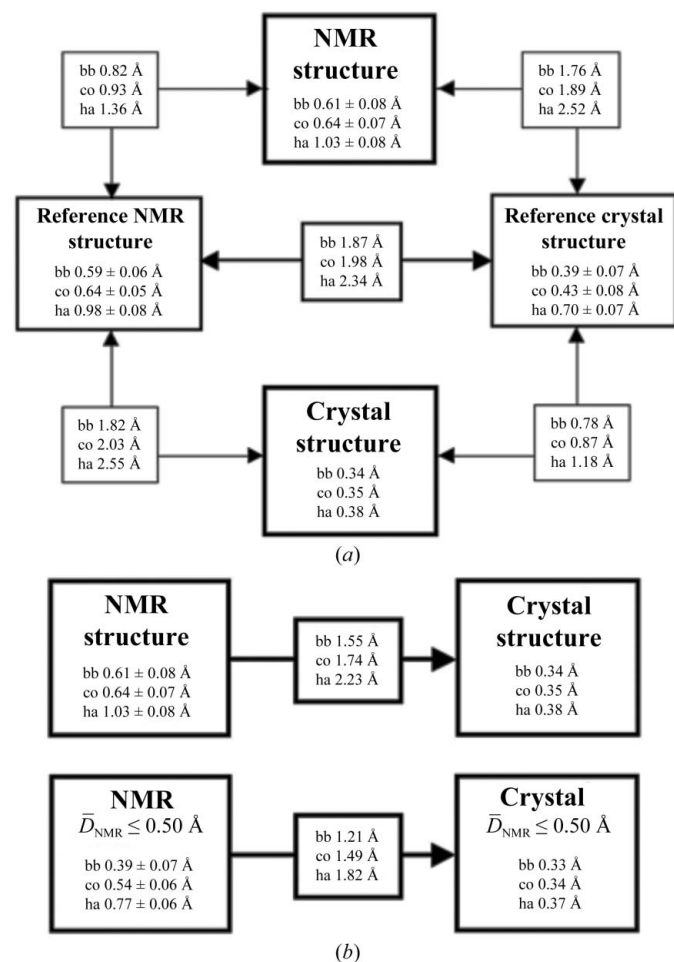 bb 0.82 Å
co 0.93 Å
ha 1.36 Å
NMR
structure
bb 0.61 ± 0.08 Å
co 0.64 ± 0.07 Å
ha 1.03 ± 0.08 Å
bb 1.76 Å
co 1.89 Å
ha 2.52 Å
Reference NMR
structure
bb 0.59 ± 0.06 Å
co 0.64 ± 0.05 Å
ha 0.98 ± 0.08 Å
bb 1.87 Å
co 1.98 Å
ha 2.34 Å
Reference crystal
structure
bb 0.39 ± 0.07 Å
co 0.43 ± 0.08 Å
ha 0.70 ± 0.07 Å
bb 1.82 Å
co 2.03 Å
ha 2.55 Å
Crystal
structure
bb 0.34 Å
co 0.35 Å
ha 0.38 Å
bb 0.78 Å
co 0.87 Å
ha 1.18 Å
(a)
NMR
structure
bb 0.61 ± 0.08 Å
co 0.64 ± 0.07 Å
ha 1.03 ± 0.08 Å
bb 1.55 Å
co 1.74 Å
ha 2.23 Å
Crystal
structure
bb 0.34 Å
co 0.35 Å
ha 0.38 Å
NMR
D̅NMR ≤ 0.50 Å
bb 0.39 ± 0.07 Å
co 0.54 ± 0.06 Å
ha 0.77 ± 0.06 Å
bb 1.21 Å
co 1.49 Å
ha 1.82 Å
Crystal
D̅NMR ≤ 0.50 Å
bb 0.33 Å
co 0.34 Å
ha 0.37 Å
(b)